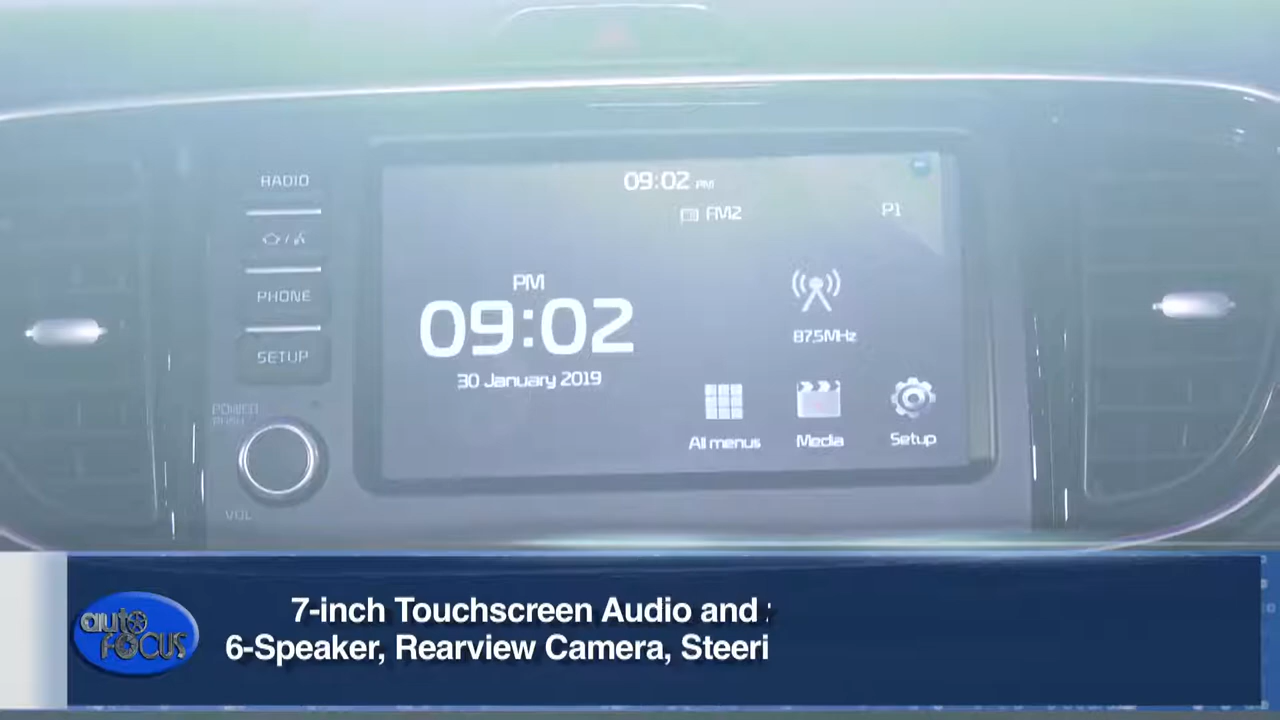 RADIO
PHONE
SETUP
POWER
PUSH
VOL
09:02 PM
FM2
P1
PM
09:02
30 January 2019
87.5MHz
All menus
Media
Setup
auto
FOCUS
7-inch Touchscreen Audio and
6-Speaker, Rearview Camera, Steeri